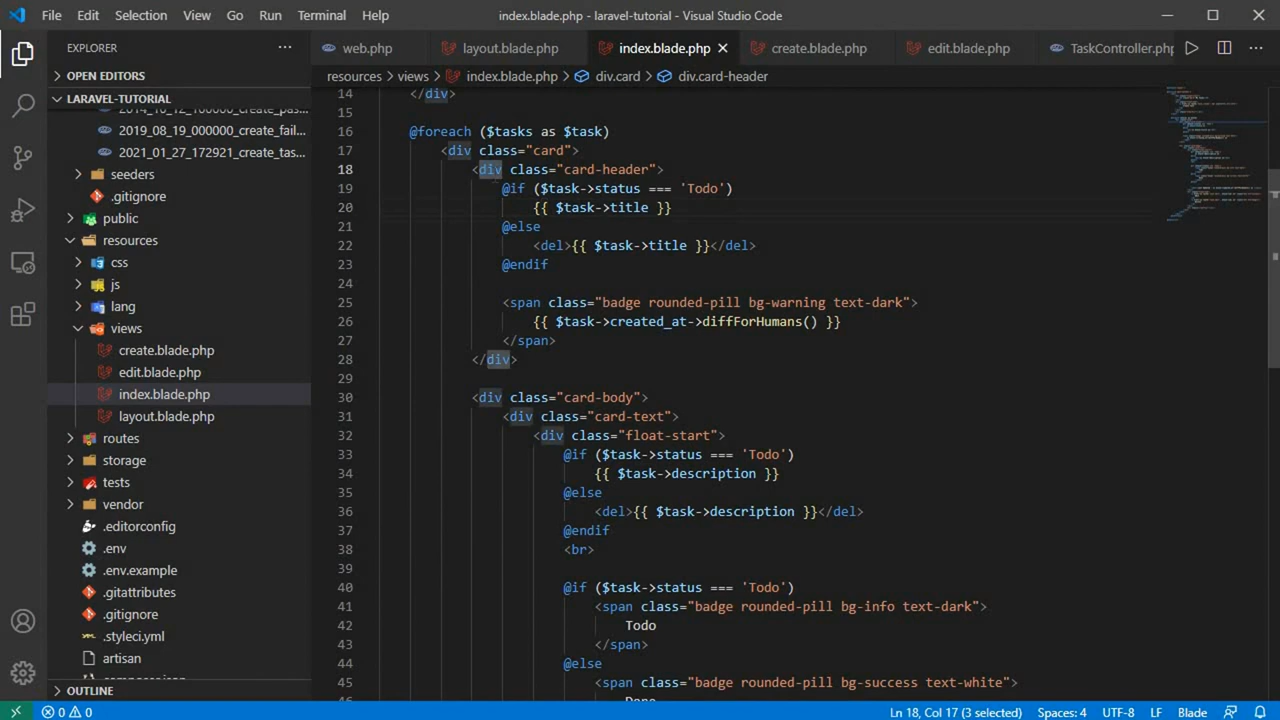 File Edit Selection View Go Run Terminal Help index.blade.php - laravel-tutorial - Visual Studio Code
EXPLORER
web.php layout.blade.php index.blade.php create.blade.php edit.blade.php TaskController.php
OPEN EDITORS
resources > views > index.blade.php > div.card > div.card-header
LARAVEL-TUTORIAL
2019_08_19_000000_create_fail...
2021_01_27_172921_create_tas...
seeders
.gitignore
public
resources
css
js
lang
views
create.blade.php
edit.blade.php
index.blade.php
layout.blade.php
routes
storage
tests
vendor
.editorconfig
.env
.env.example
.gitattributes
.gitignore
.styleci.yml
artisan
OUTLINE
14 </div>
15
16 @foreach ($tasks as $task)
17 <div class="card">
18 <div class="card-header">
19 @if ($task->status === 'Todo')
20 {{ $task->title }}
21 @else
22 <del>{{ $task->title }}</del>
23 @endif
24
25 <span class="badge rounded-pill bg-warning text-dark">
26 {{ $task->created_at->diffForHumans() }}
27 </span>
28 </div>
29
30 <div class="card-body">
31 <div class="card-text">
32 <div class="float-start">
33 @if ($task->status === 'Todo')
34 {{ $task->description }}
35 @else
36 <del>{{ $task->description }}</del>
37 @endif
38 <br>
39
40 @if ($task->status === 'Todo')
41 <span class="badge rounded-pill bg-info text-dark">
42 Todo
43 </span>
44 @else
45 <span class="badge rounded-pill bg-success text-white">
0 0 Ln 18, Col 17 (3 selected) Spaces: 4 UTF-8 LF Blade